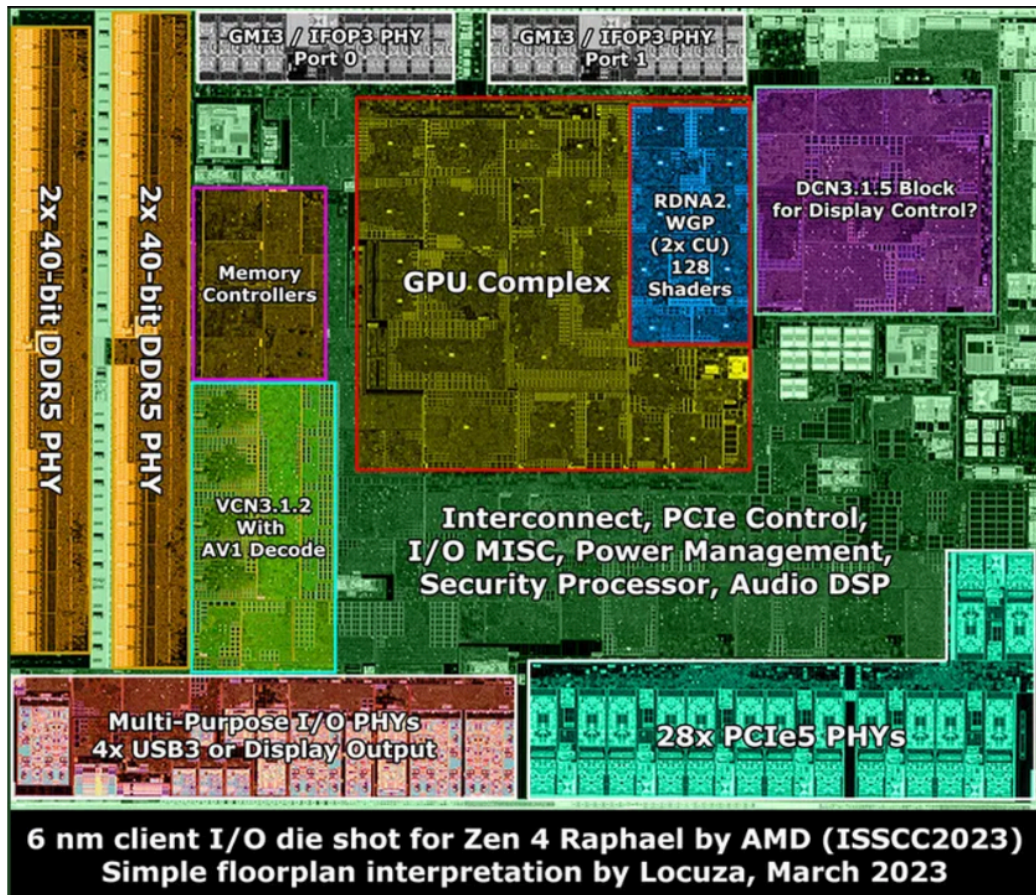 GMI3 / IFOP3 PHY
Port 0
GMI3 / IFOP3 PHY
Port 1
2x 40-bit DDR5 PHY
2x 40-bit DDR5 PHY
Memory
Controllers
GPU Complex
RDNA2
WGP
(2x CU)
128
Shaders
DCN3.1.5 Block
for Display Control?
VCN3.1.2
With
AV1 Decode
Interconnect, PCIe Control,
I/O MISC, Power Management,
Security Processor, Audio DSP
Multi-Purpose I/O PHYs
4x USB3 or Display Output
28x PCIe5 PHYs
6 nm client I/O die shot for Zen 4 Raphael by AMD (ISSCC2023)
Simple floorplan interpretation by Locuza, March 2023